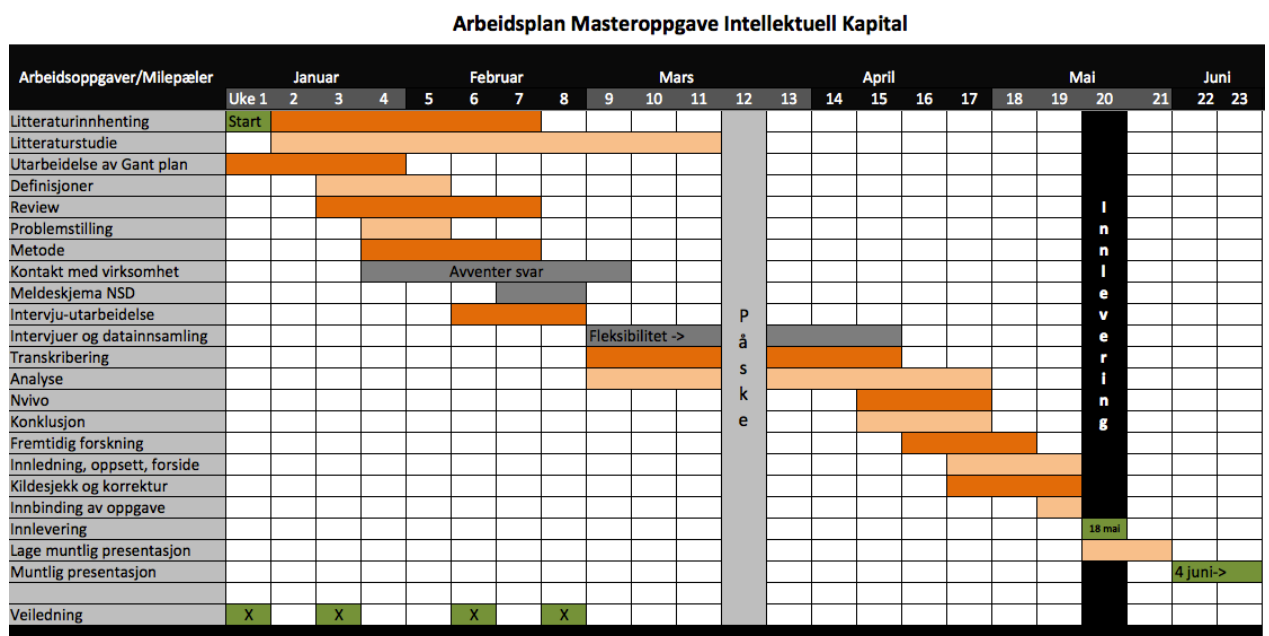 Arbeidsplan Masteroppgave Intellektuell Kapital
Arbeidsoppgaver/Milepæler Januar Februar Mars April Mai Juni
Uke 1 2 3 4 5 6 7 8 9 10 11 12 13 14 15 16 17 18 19 20 21 22 23
Litteraturinnhenting Start
Litteraturstudie
Utarbeidelse av Gant plan
Definisjoner
Review
Problemstilling
Metode
Kontakt med virksomhet Avventer svar
Meldeskjema NSD
Intervju-utarbeidelse
Intervjuer og datainnsamling Fleksibilitet ->
Transkribering
Analyse
Nvivo
Konklusjon
Fremtidig forskning
Innledning, oppsett, forside
Kildesjekk og korrektur
Innbinding av oppgave
Innlevering 18 mai
Lage muntlig presentasjon
Muntlig presentasjon 4 juni->
Veiledning X X X X
Påske
Innlevering